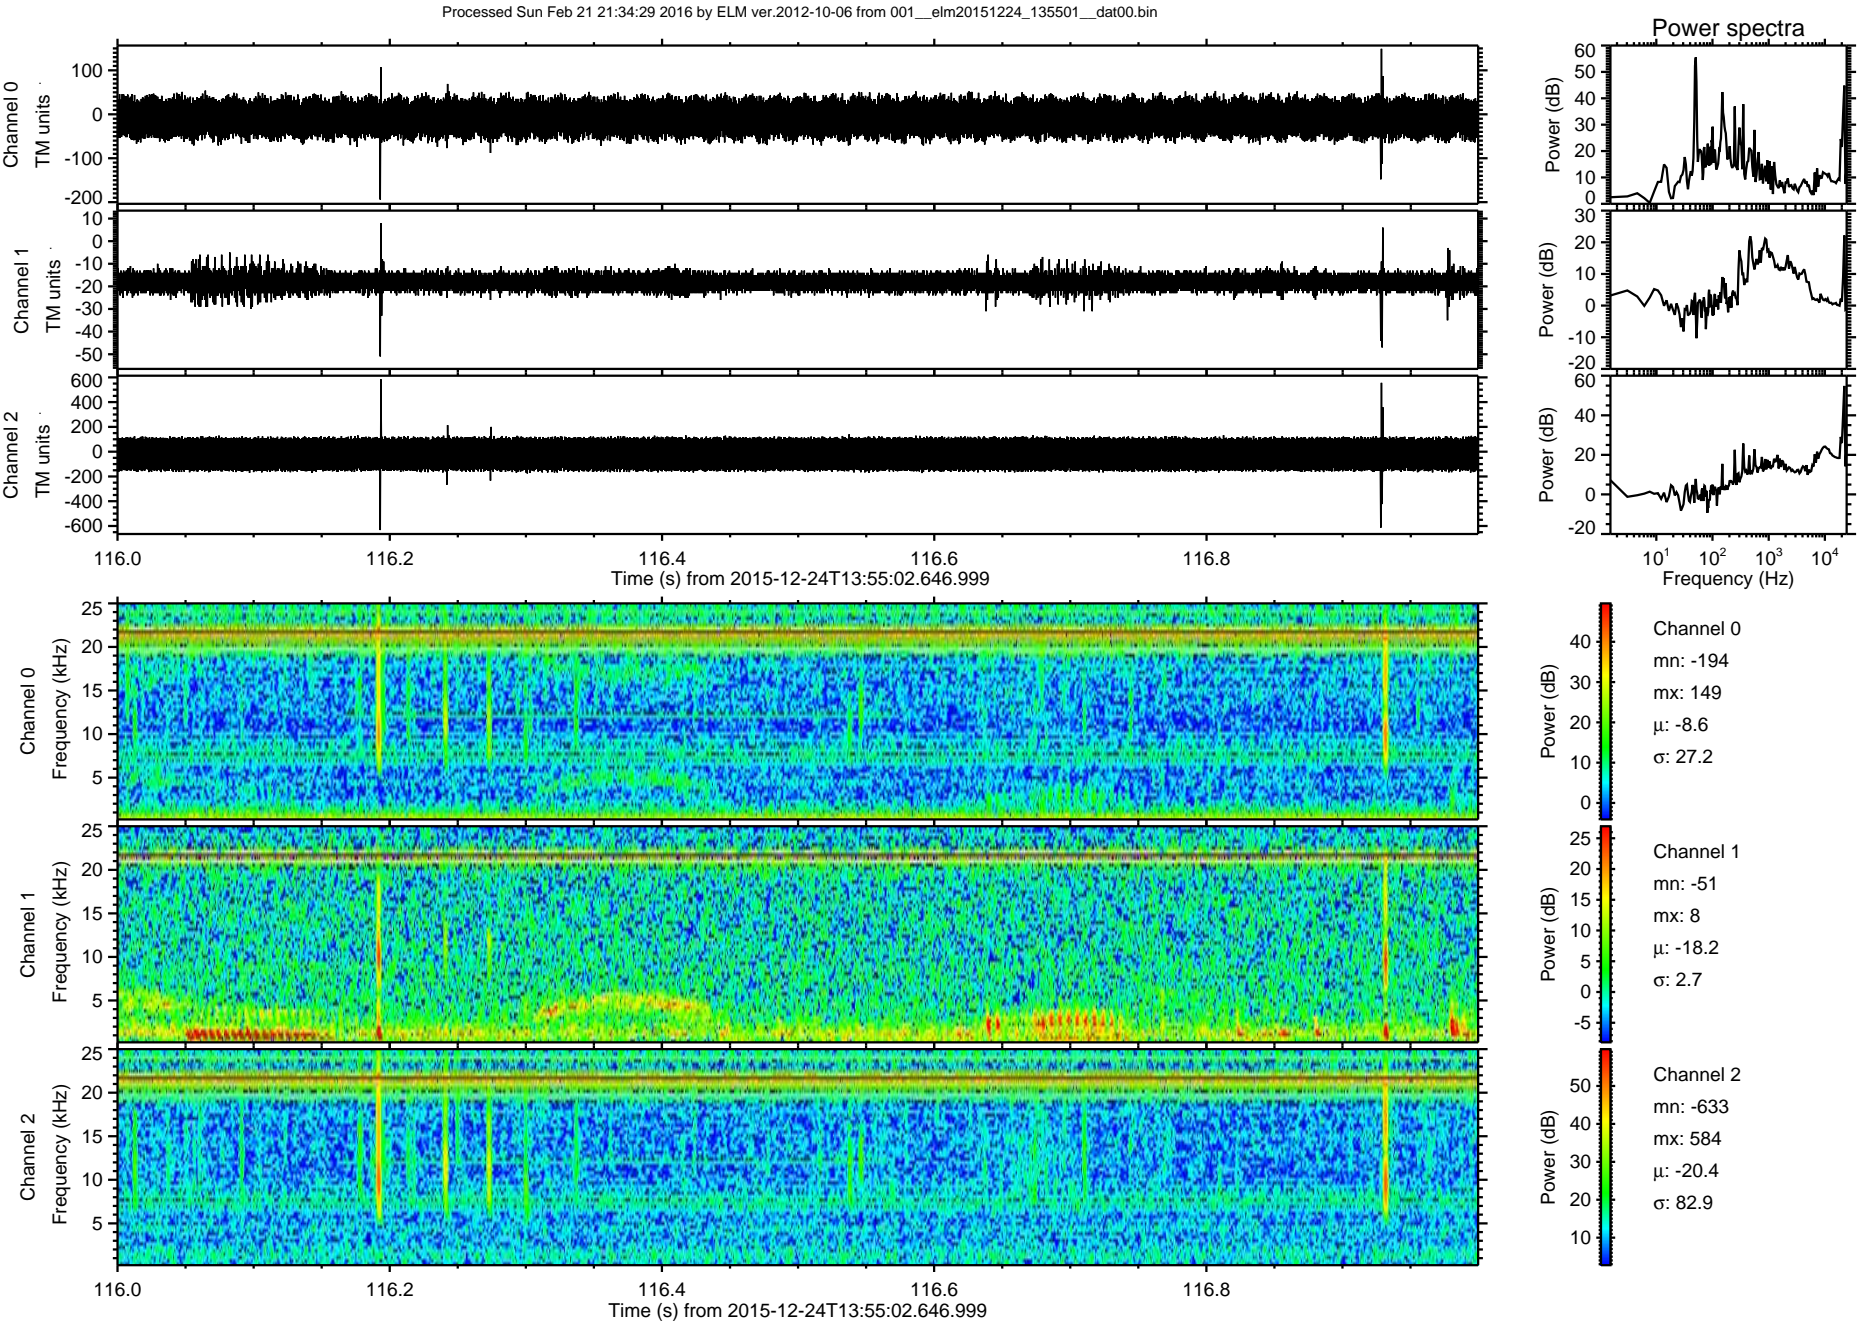 Processed Sun Feb 21 21:34:29 2016 by ELM ver.2012-10-06 from 001__elm20151224_135501__dat00.bin
Power spectra
Channel 0
TM units
100
0
-100
-200
Power (dB)
60
50
40
30
20
10
0
Channel 1
TM units
10
0
-10
-20
-30
-40
-50
Power (dB)
30
20
10
0
-10
-20
Channel 2
TM units
600
400
200
0
-200
-400
-600
Power (dB)
60
40
20
0
-20
116.0 116.2 116.4 116.6 116.8
Time (s) from 2015-12-24T13:55:02.646.999
10¹ 10² 10³ 10⁴
Frequency (Hz)
Channel 0
Frequency (kHz)
25
20
15
10
5
Power (dB)
40
30
20
10
0
Channel 0
mn: -194
mx: 149
μ: -8.6
σ: 27.2
Channel 1
Frequency (kHz)
25
20
15
10
5
Power (dB)
25
20
15
10
5
0
-5
Channel 1
mn: -51
mx: 8
μ: -18.2
σ: 2.7
Channel 2
Frequency (kHz)
25
20
15
10
5
Power (dB)
50
40
30
20
10
Channel 2
mn: -633
mx: 584
μ: -20.4
σ: 82.9
116.0 116.2 116.4 116.6 116.8
Time (s) from 2015-12-24T13:55:02.646.999